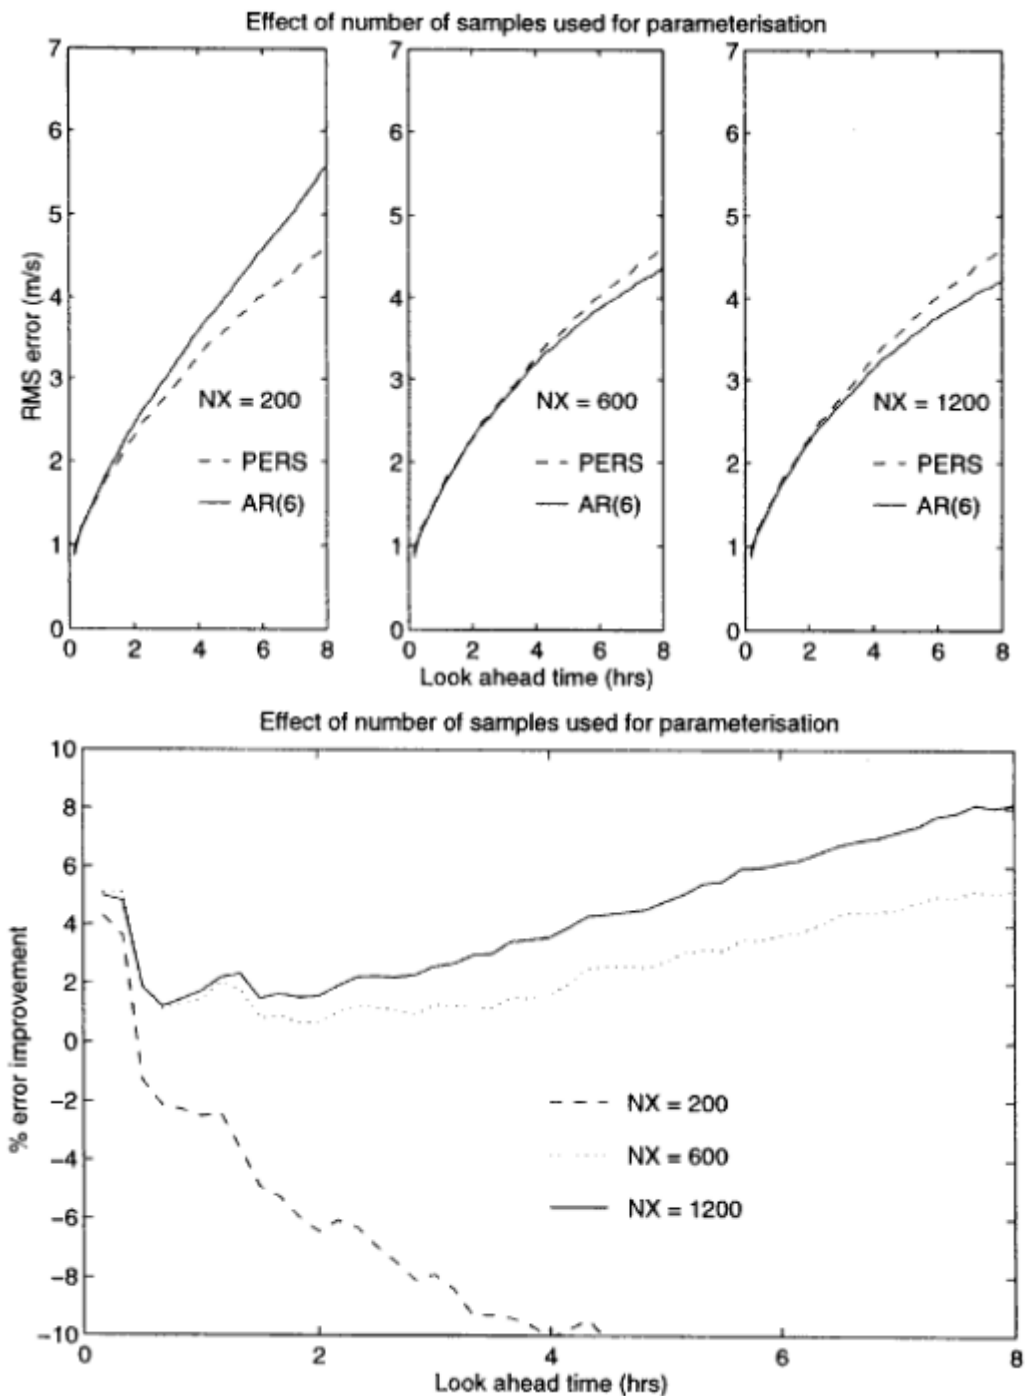 Effect of number of samples used for parameterisation
7
6
5
4
3
2
1
0
RMS error (m/s)
NX = 200
PERS
AR(6)
0 2 4 6 8
7
6
5
4
3
2
1
0
NX = 600
PERS
AR(6)
0 2 4 6 8
7
6
5
4
3
2
1
0
NX = 1200
PERS
AR(6)
0 2 4 6 8
Look ahead time (hrs)
Effect of number of samples used for parameterisation
10
8
6
4
2
0
-2
-4
-6
-8
-10
% error improvement
NX = 200
NX = 600
NX = 1200
0 2 4 6 8
Look ahead time (hrs)